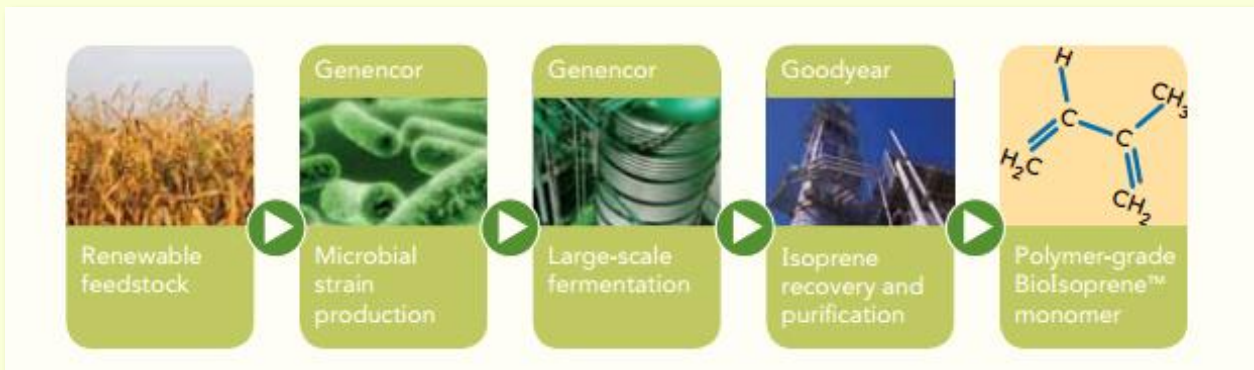 Renewable
feedstock
Genencor
Microbial
strain
production
Genencor
Large-scale
fermentation
Goodyear
Isoprene
recovery and
purification
H
C
C
CH₃
H₂C
CH₂
Polymer-grade
BioIsoprene™
monomer